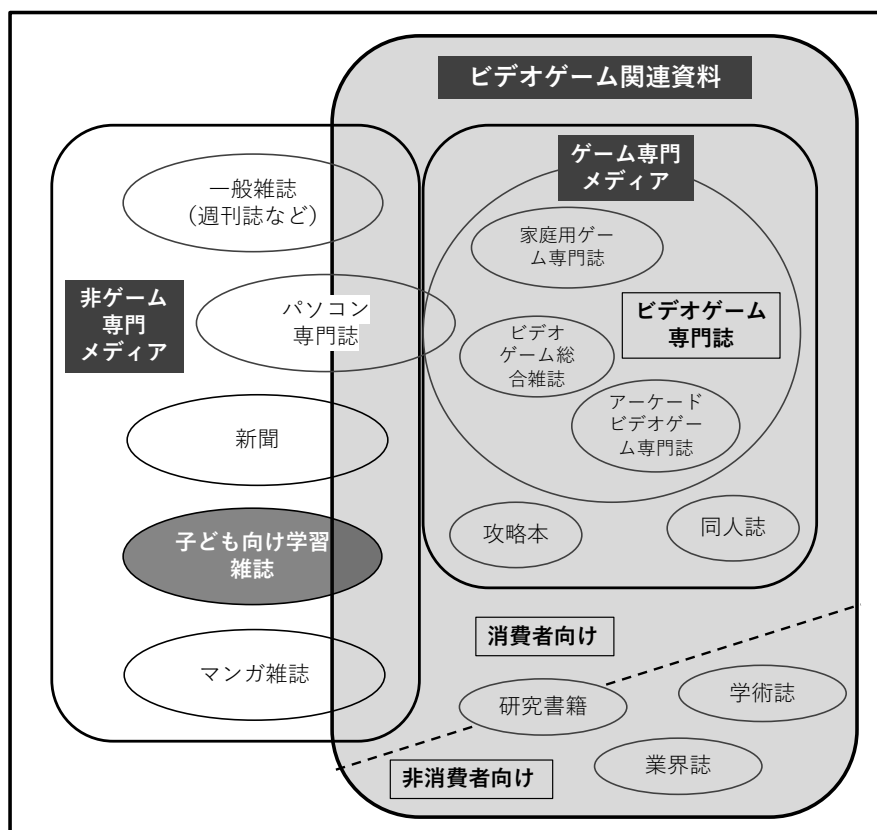 ビデオゲーム関連資料
ゲーム専門
メディア
一般雑誌
（週刊誌など）
家庭用ゲー
ム専門誌
非ゲーム
専門
メディア
パソコン
専門誌
ビデオゲーム
専門誌
ビデオ
ゲーム総
合雑誌
アーケード
ビデオゲー
ム専門誌
新聞
攻略本
同人誌
子ども向け学習
雑誌
消費者向け
マンガ雑誌
研究書籍
学術誌
非消費者向け
業界誌